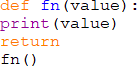 def fn(value):
print(value)
return
fn()